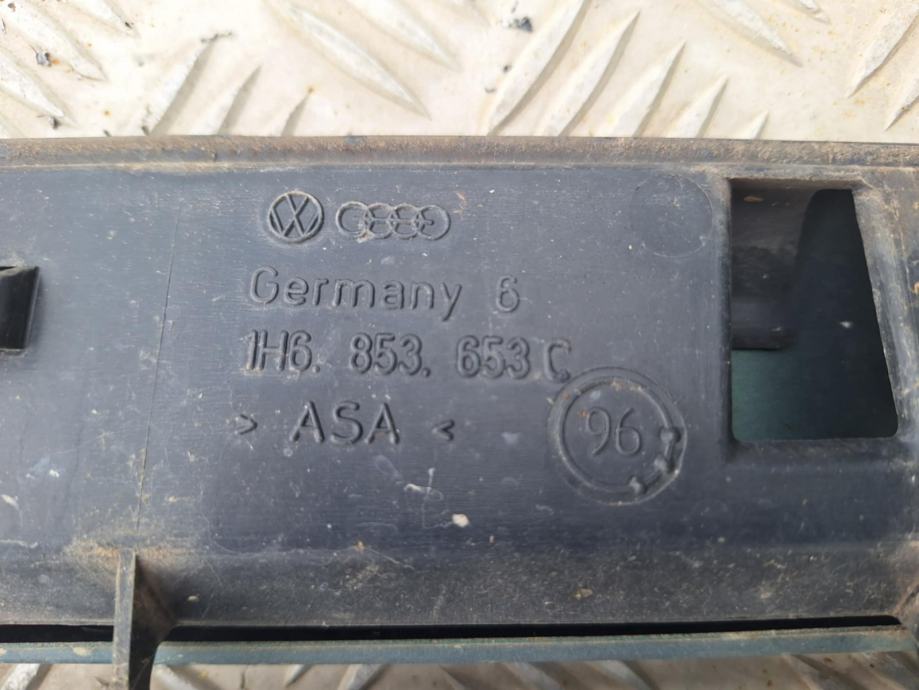 Germany 6
1H6. 853. 653 C
> ASA <
96